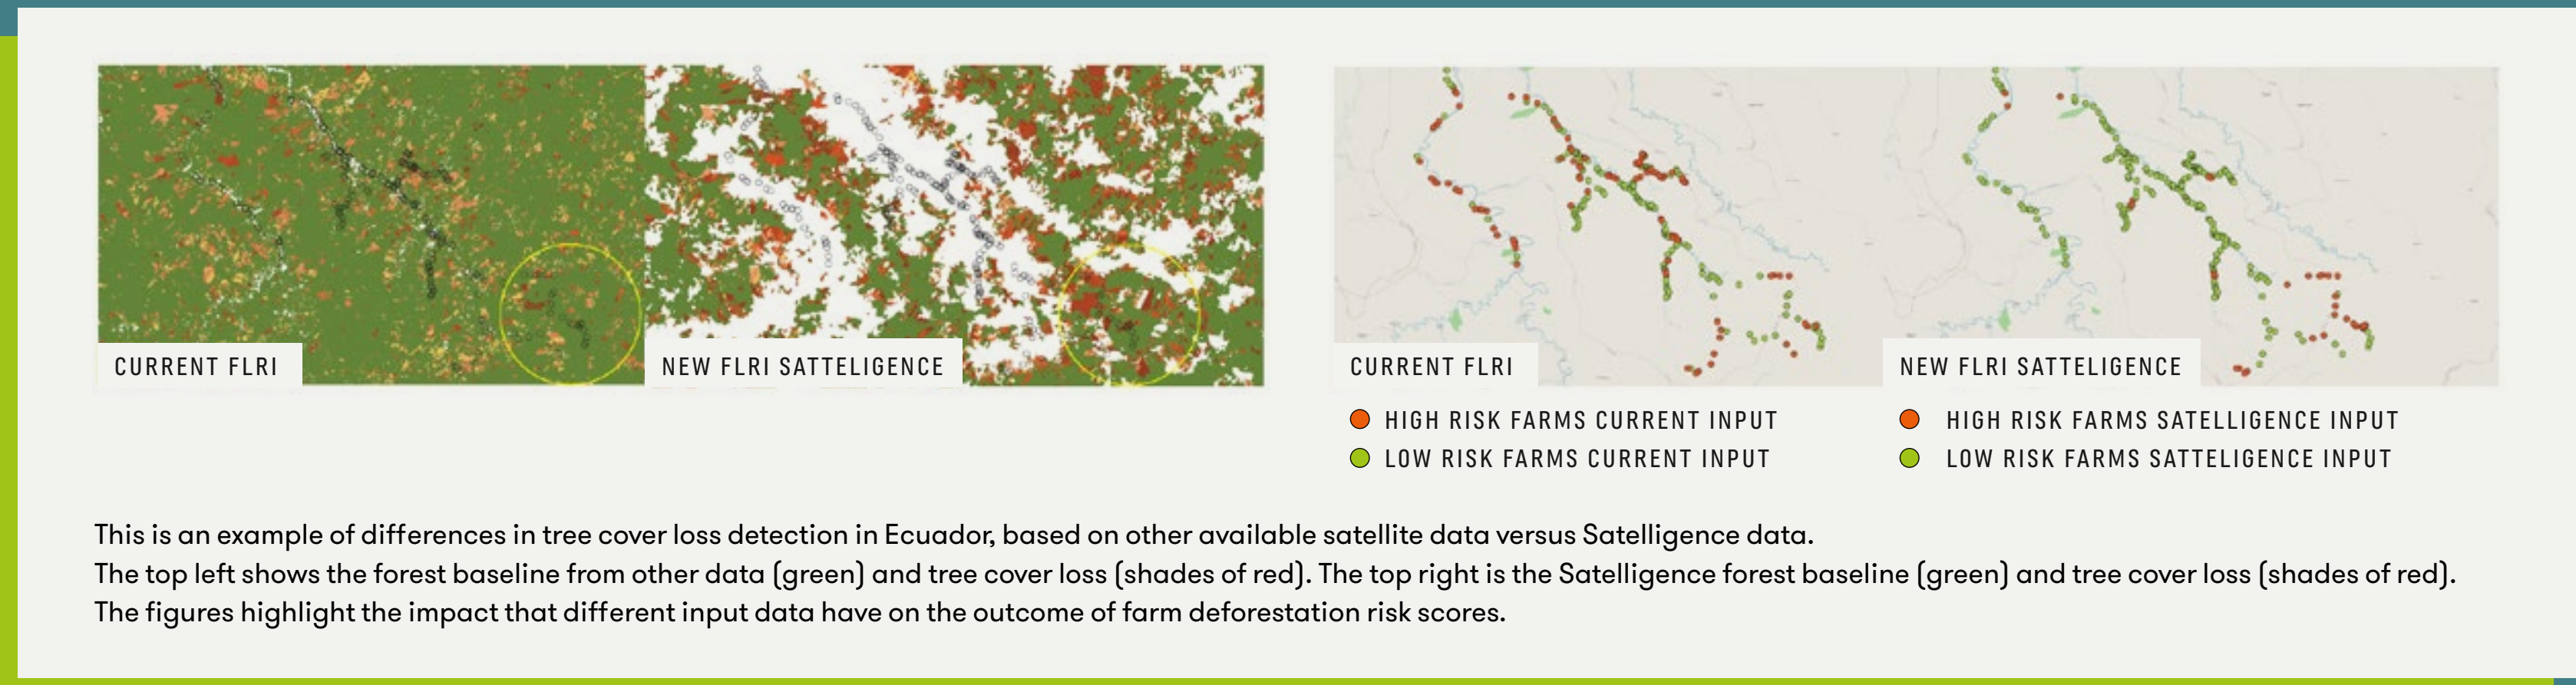 CURRENT FLRI
NEW FLRI SATTELIGENCE
CURRENT FLRI
NEW FLRI SATTELIGENCE
HIGH RISK FARMS CURRENT INPUT
LOW RISK FARMS CURRENT INPUT
HIGH RISK FARMS SATELLIGENCE INPUT
LOW RISK FARMS SATTELIGENCE INPUT
This is an example of differences in tree cover loss detection in Ecuador, based on other available satellite data versus Satelligence data.
The top left shows the forest baseline from other data (green) and tree cover loss (shades of red). The top right is the Satelligence forest baseline (green) and tree cover loss (shades of red).
The figures highlight the impact that different input data have on the outcome of farm deforestation risk scores.